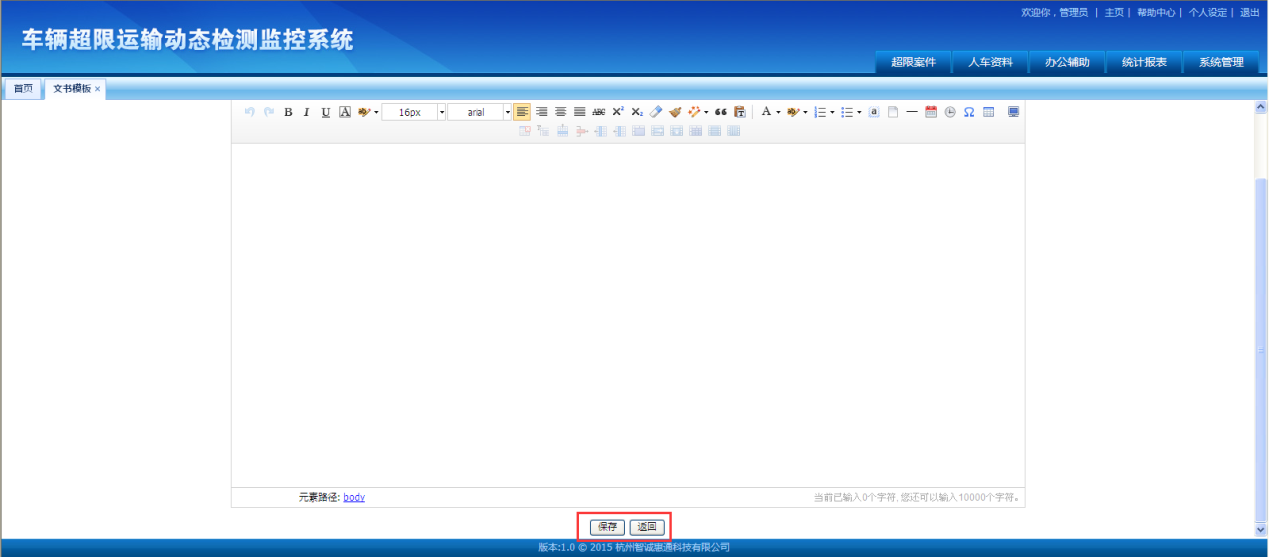 欢迎你，管理员 | 主页 | 帮助中心 | 个人设定 | 退出
车辆超限运输动态检测监控系统
超限案件 人车资料 办公辅助 统计报表 系统管理
首页 文书模板 ×
B I U A ab 16px arial ABC X² X₂ A ab a Ω
元素路径: body 当前已输入0个字符, 您还可以输入10000个字符。
保存 返回
版本:1.0 © 2015 杭州智诚惠通科技有限公司